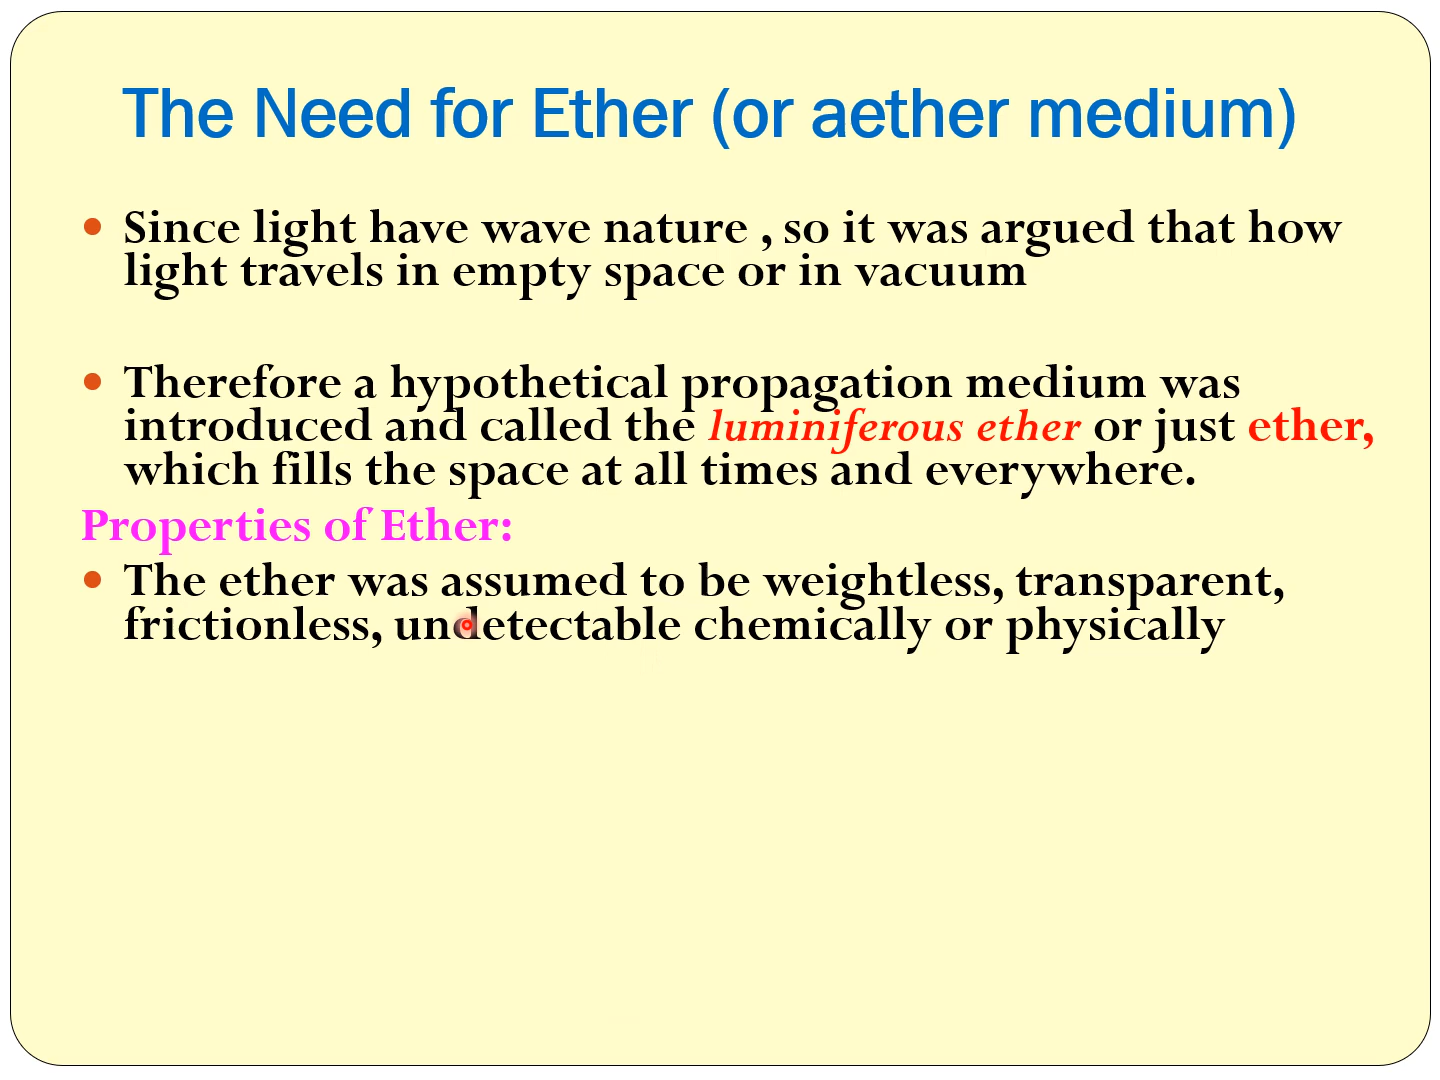 The Need for Ether (or aether medium)
Since light have wave nature , so it was argued that how
light travels in empty space or in vacuum
Therefore a hypothetical propagation medium was
introduced and called the luminiferous ether or just ether,
which fills the space at all times and everywhere.
Properties of Ether:
The ether was assumed to be weightless, transparent,
frictionless, undetectable chemically or physically